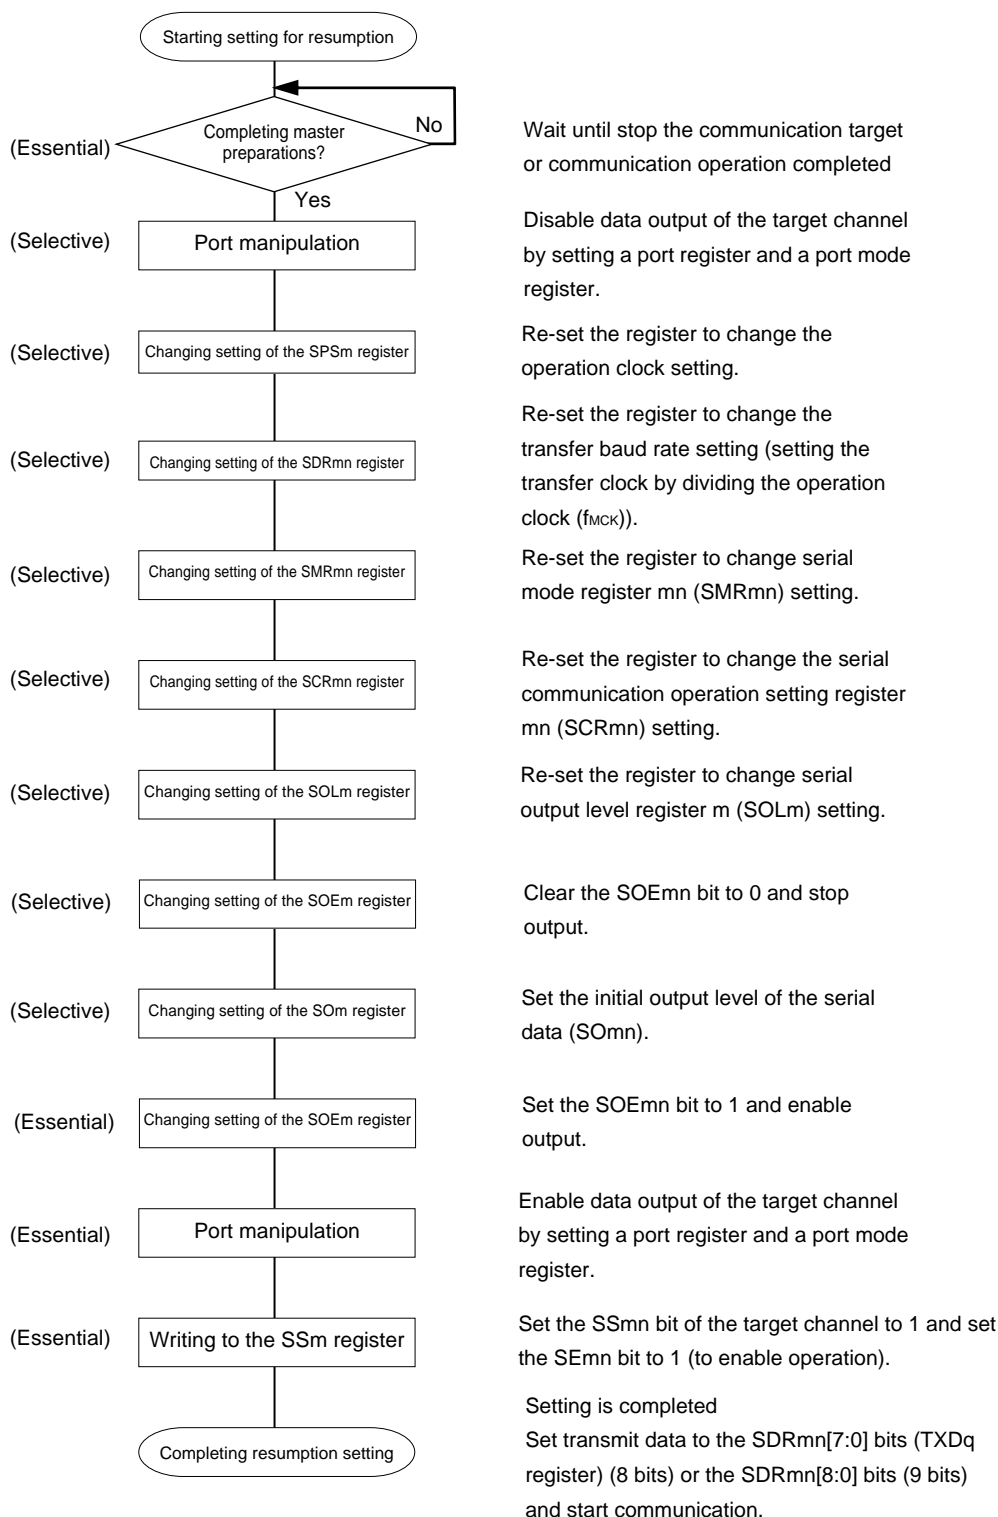 Starting setting for resumption
(Essential)
Completing master
preparations?
No
Yes
Wait until stop the communication target
or communication operation completed
(Selective)
Port manipulation
Disable data output of the target channel
by setting a port register and a port mode
register.
(Selective)
Changing setting of the SPSm register
Re-set the register to change the
operation clock setting.
(Selective)
Changing setting of the SDRmn register
Re-set the register to change the
transfer baud rate setting (setting the
transfer clock by dividing the operation
clock (fMCK)).
(Selective)
Changing setting of the SMRmn register
Re-set the register to change serial
mode register mn (SMRmn) setting.
(Selective)
Changing setting of the SCRmn register
Re-set the register to change the serial
communication operation setting register
mn (SCRmn) setting.
(Selective)
Changing setting of the SOLm register
Re-set the register to change serial
output level register m (SOLm) setting.
(Selective)
Changing setting of the SOEm register
Clear the SOEmn bit to 0 and stop
output.
(Selective)
Changing setting of the SOm register
Set the initial output level of the serial
data (SOmn).
(Essential)
Changing setting of the SOEm register
Set the SOEmn bit to 1 and enable
output.
(Essential)
Port manipulation
Enable data output of the target channel
by setting a port register and a port mode
register.
(Essential)
Writing to the SSm register
Set the SSmn bit of the target channel to 1 and set
the SEmn bit to 1 (to enable operation).
Completing resumption setting
Setting is completed
Set transmit data to the SDRmn[7:0] bits (TXDq
register) (8 bits) or the SDRmn[8:0] bits (9 bits)
and start communication.